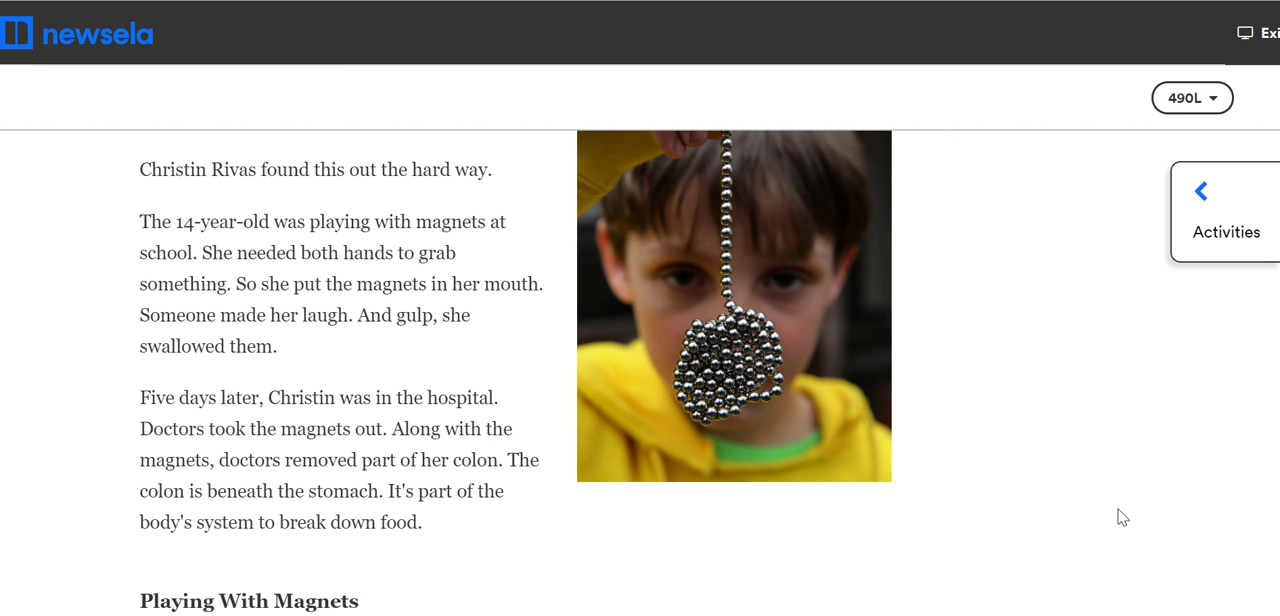 newsela
Exi
490L
Christin Rivas found this out the hard way.
The 14-year-old was playing with magnets at
school. She needed both hands to grab
something. So she put the magnets in her mouth.
Someone made her laugh. And gulp, she
swallowed them.
Five days later, Christin was in the hospital.
Doctors took the magnets out. Along with the
magnets, doctors removed part of her colon. The
colon is beneath the stomach. It's part of the
body's system to break down food.
Activities
Playing With Magnets